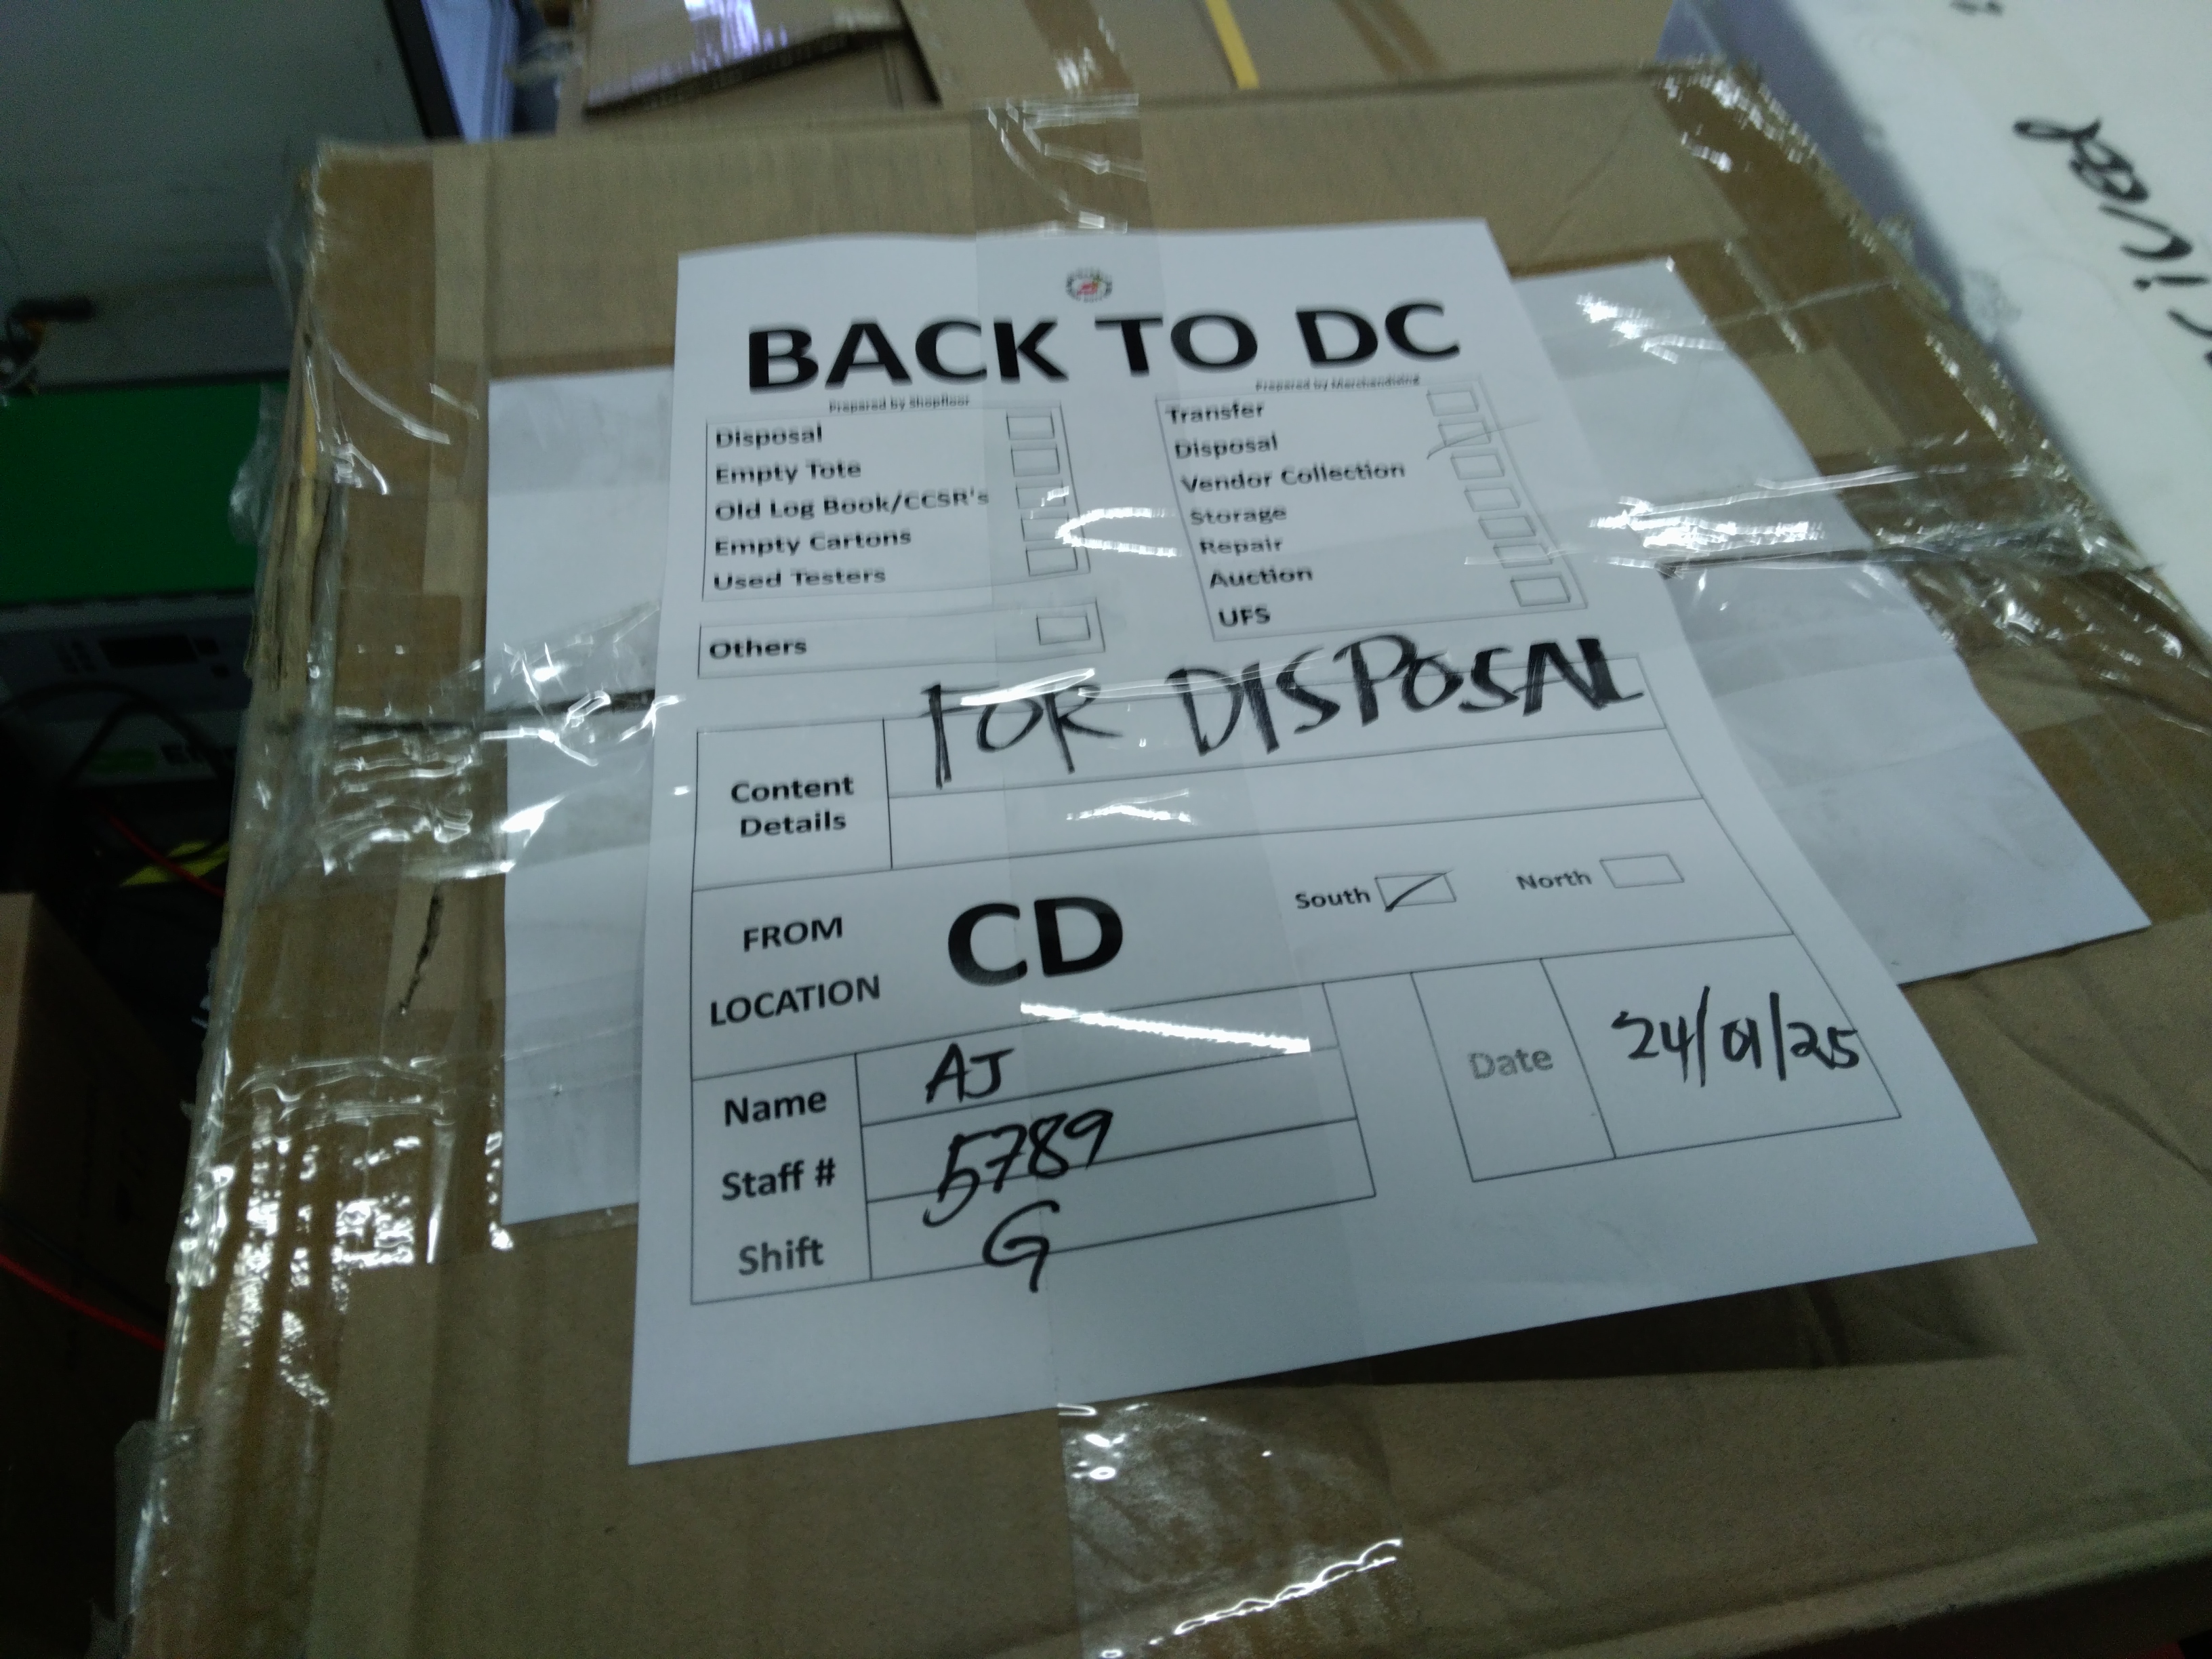 BACK TO DC
Prepared by Shopfloor
Disposal
Empty Tote
Old Log Book/CCSR's
Empty Cartons
Used Testers
Others
Prepared by Merchandising
Transfer
Disposal
Vendor Collection
Storage
Repair
Auction
UFS
Content Details
FOR DISPOSAL
FROM LOCATION
CD
South
North
Name
AJ
Staff #
5789
Shift
G
Date
24/01/25